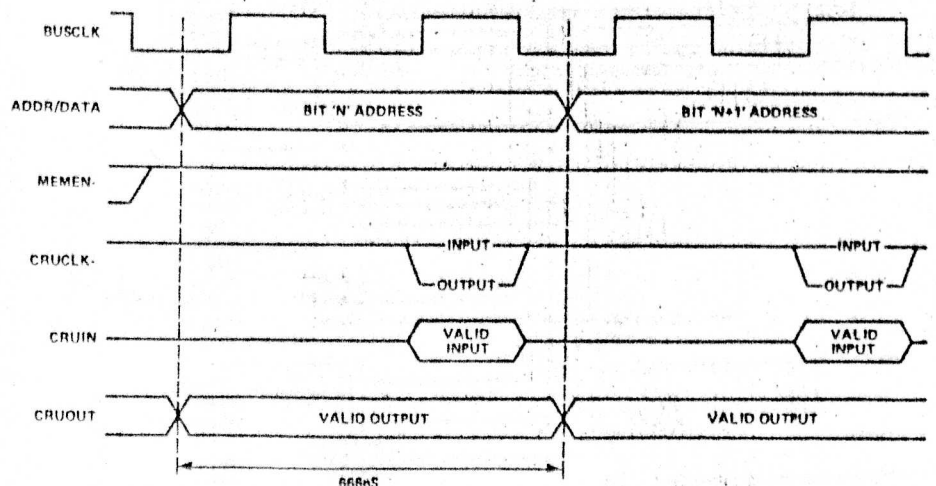 BUSCLK
ADDR/DATA
BIT 'N' ADDRESS
BIT 'N+1' ADDRESS
MEMEN-
CRUCLK-
INPUT
OUTPUT
INPUT
OUTPUT
CRUIN
VALID
INPUT
VALID
INPUT
CRUOUT
VALID OUTPUT
VALID OUTPUT
666nS